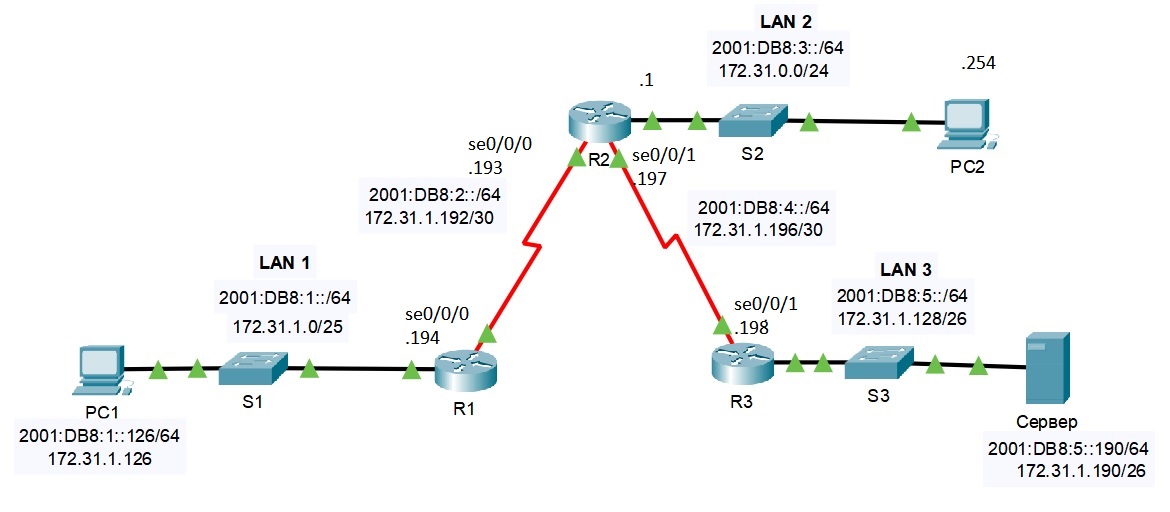 LAN 2
2001:DB8:3::/64
172.31.0.0/24
.254
.1
S2
PC2
R2
se0/0/0
.193
se0/0/1
.197
2001:DB8:2::/64
172.31.1.192/30
2001:DB8:4::/64
172.31.1.196/30
LAN 1
2001:DB8:1::/64
172.31.1.0/25
se0/0/0
.194
LAN 3
2001:DB8:5::/64
172.31.1.128/26
se0/0/1
.198
PC1
2001:DB8:1::126/64
172.31.1.126
S1
R1
R3
S3
Сервер
2001:DB8:5::190/64
172.31.1.190/26